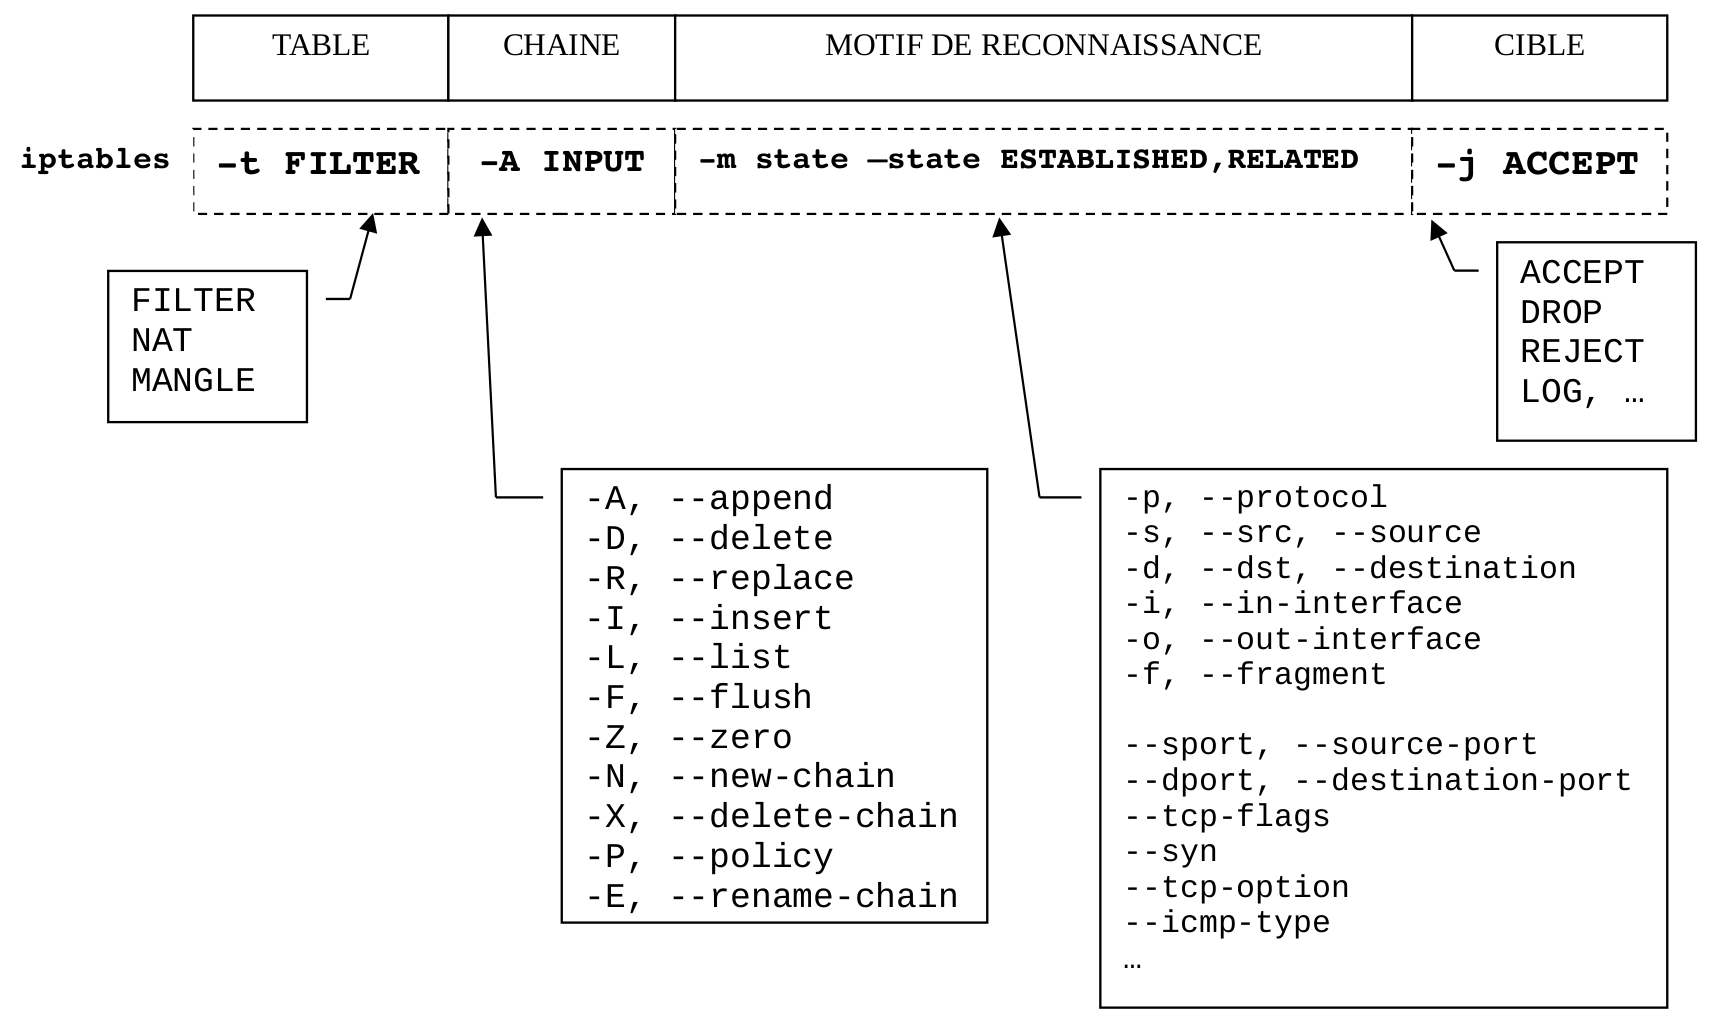 TABLE CHAINE MOTIF DE RECONNAISSANCE CIBLE
iptables –t FILTER –A INPUT –m state –state ESTABLISHED,RELATED –j ACCEPT
FILTER
NAT
MANGLE
ACCEPT
DROP
REJECT
LOG, …
-A, --append
-D, --delete
-R, --replace
-I, --insert
-L, --list
-F, --flush
-Z, --zero
-N, --new-chain
-X, --delete-chain
-P, --policy
-E, --rename-chain
-p, --protocol
-s, --src, --source
-d, --dst, --destination
-i, --in-interface
-o, --out-interface
-f, --fragment
--sport, --source-port
--dport, --destination-port
--tcp-flags
--syn
--tcp-option
--icmp-type
…